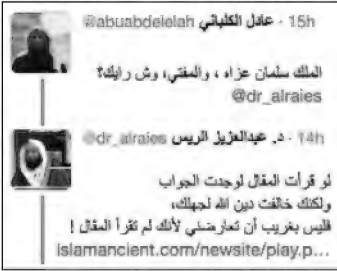 عادل الكلباني @abuabdelelah · 15h
الملك سلمان عزاه ، والمفتي، وش رايك؟
@dr_alraies
د. عبدالعزيز الريس @dr_alraies · 14h
لو قرأت المقال لوجدت الجواب
ولكنك خالفت دين الله لجهلك،
فليس بغريب أن تعارضني لأنك لم تقرأ المقال !
islamancient.com/newsite/play.p...